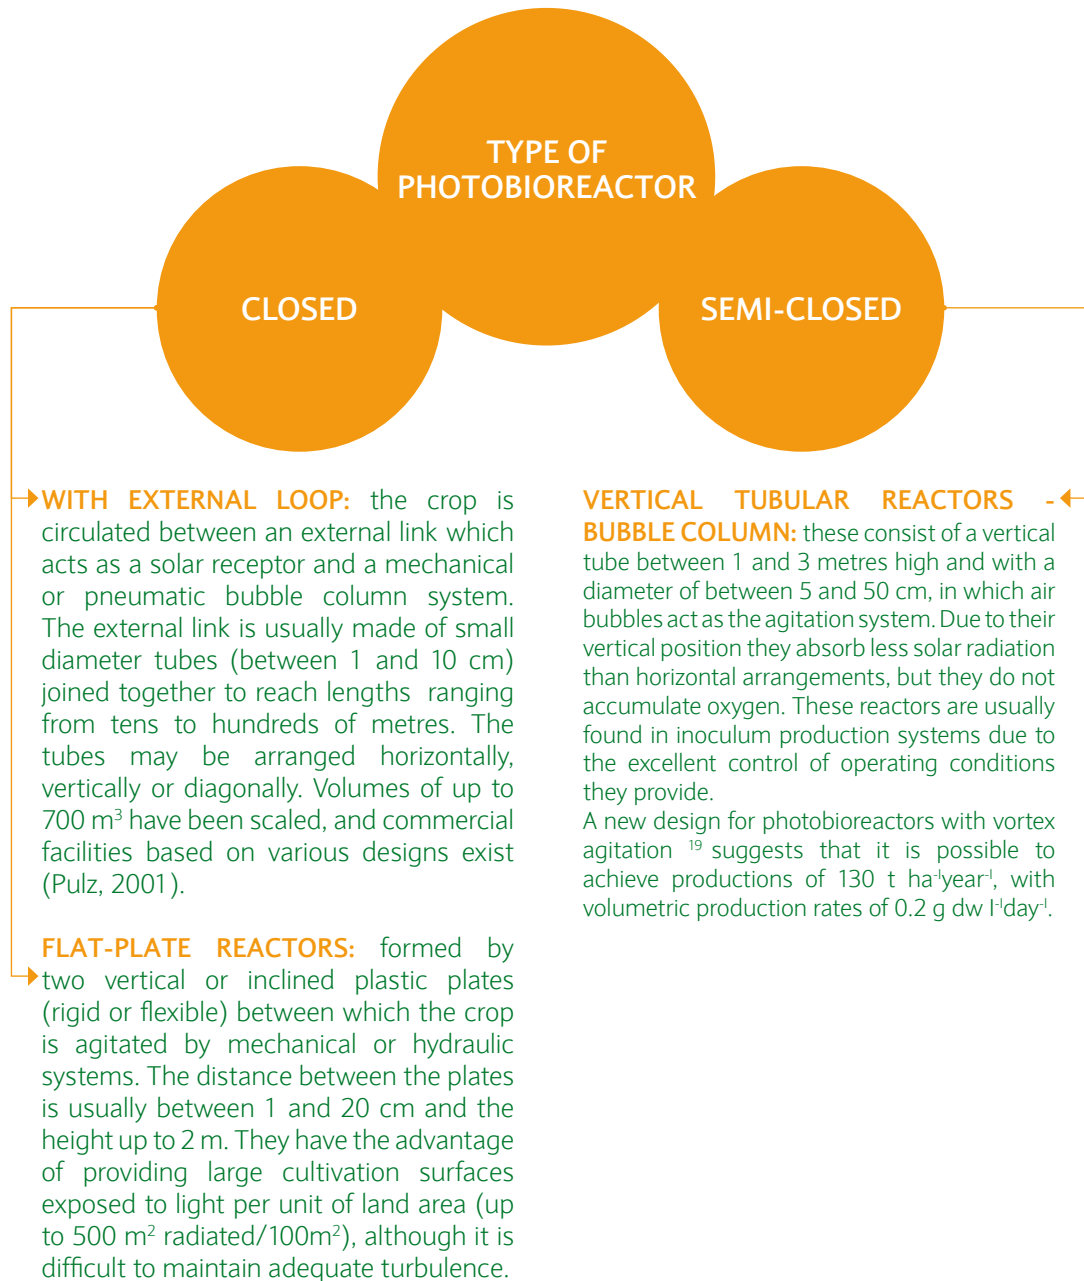 TYPE OF
PHOTOBIOREACTOR
CLOSED
SEMI-CLOSED
WITH EXTERNAL LOOP: the crop is
circulated between an external link which
acts as a solar receptor and a mechanical
or pneumatic bubble column system.
The external link is usually made of small
diameter tubes (between 1 and 10 cm)
joined together to reach lengths ranging
from tens to hundreds of metres. The
tubes may be arranged horizontally,
vertically or diagonally. Volumes of up to
700 m³ have been scaled, and commercial
facilities based on various designs exist
(Pulz, 2001).
FLAT-PLATE REACTORS: formed by
two vertical or inclined plastic plates
(rigid or flexible) between which the crop
is agitated by mechanical or hydraulic
systems. The distance between the plates
is usually between 1 and 20 cm and the
height up to 2 m. They have the advantage
of providing large cultivation surfaces
exposed to light per unit of land area (up
to 500 m² radiated/100m²), although it is
difficult to maintain adequate turbulence.
VERTICAL TUBULAR REACTORS -
BUBBLE COLUMN: these consist of a vertical
tube between 1 and 3 metres high and with a
diameter of between 5 and 50 cm, in which air
bubbles act as the agitation system. Due to their
vertical position they absorb less solar radiation
than horizontal arrangements, but they do not
accumulate oxygen. These reactors are usually
found in inoculum production systems due to
the excellent control of operating conditions
they provide.
A new design for photobioreactors with vortex
agitation ¹⁹ suggests that it is possible to
achieve productions of 130 t ha⁻ˡyear⁻ˡ, with
volumetric production rates of 0.2 g dw l⁻ˡday⁻ˡ.